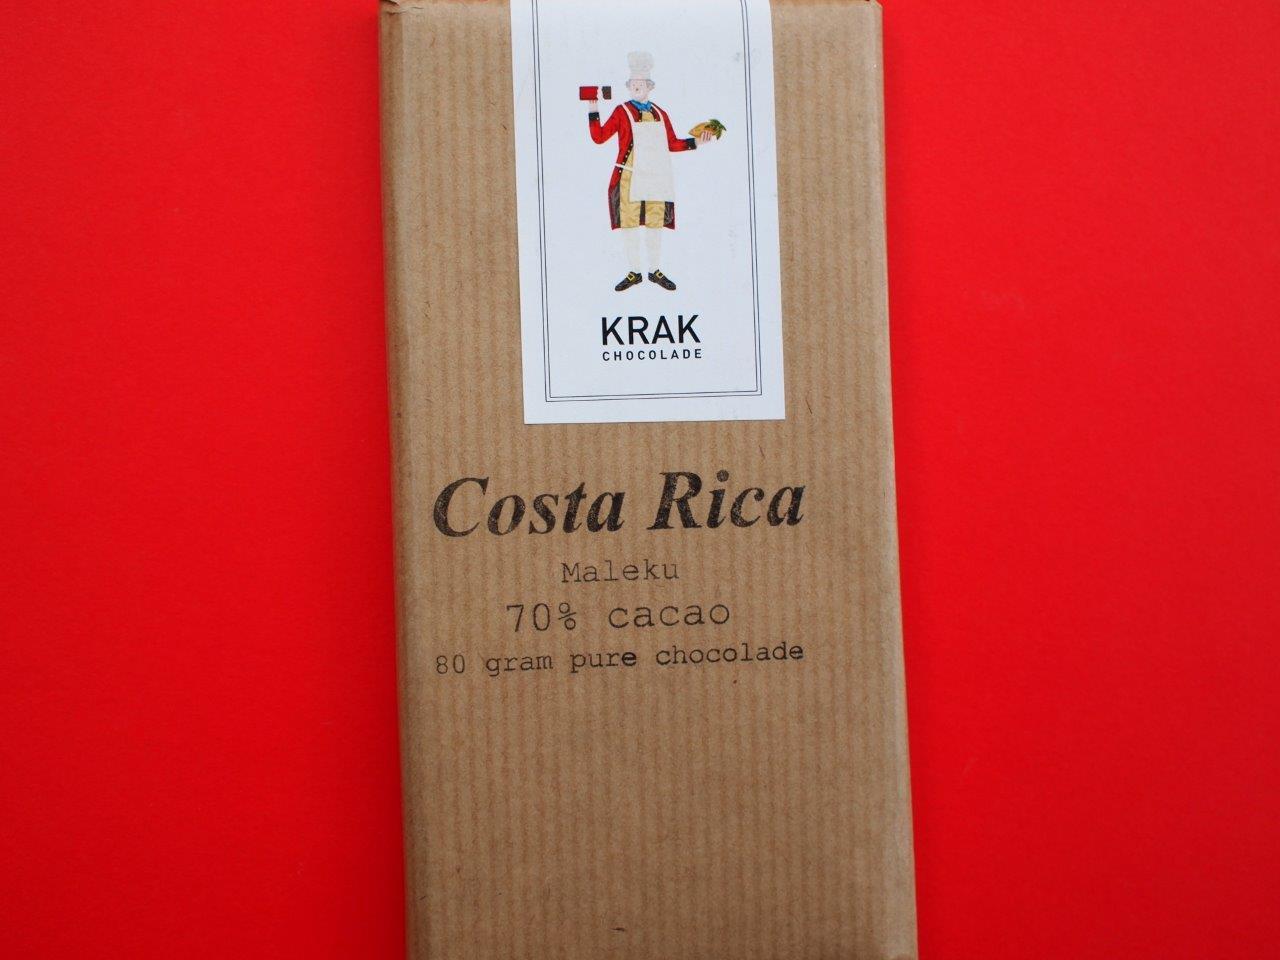 KRAK
CHOCOLADE
Costa Rica
Maleku
70% cacao
80 gram pure chocolade